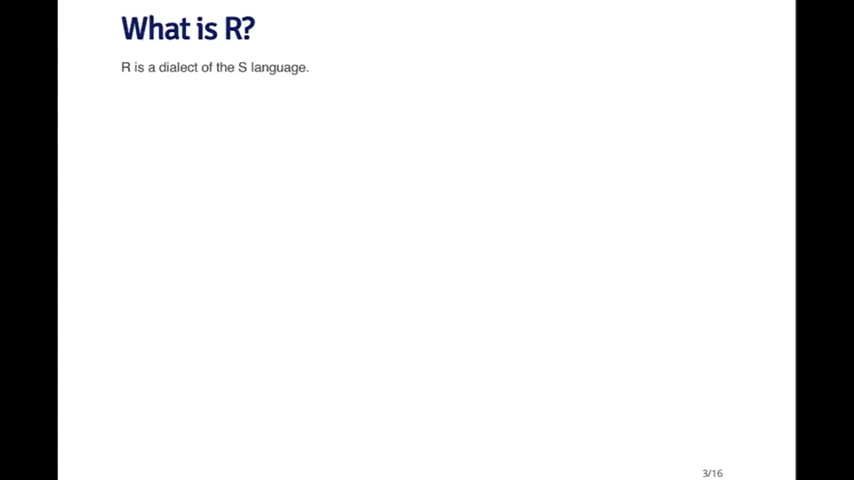 What is R?
R is a dialect of the S language.
3/16